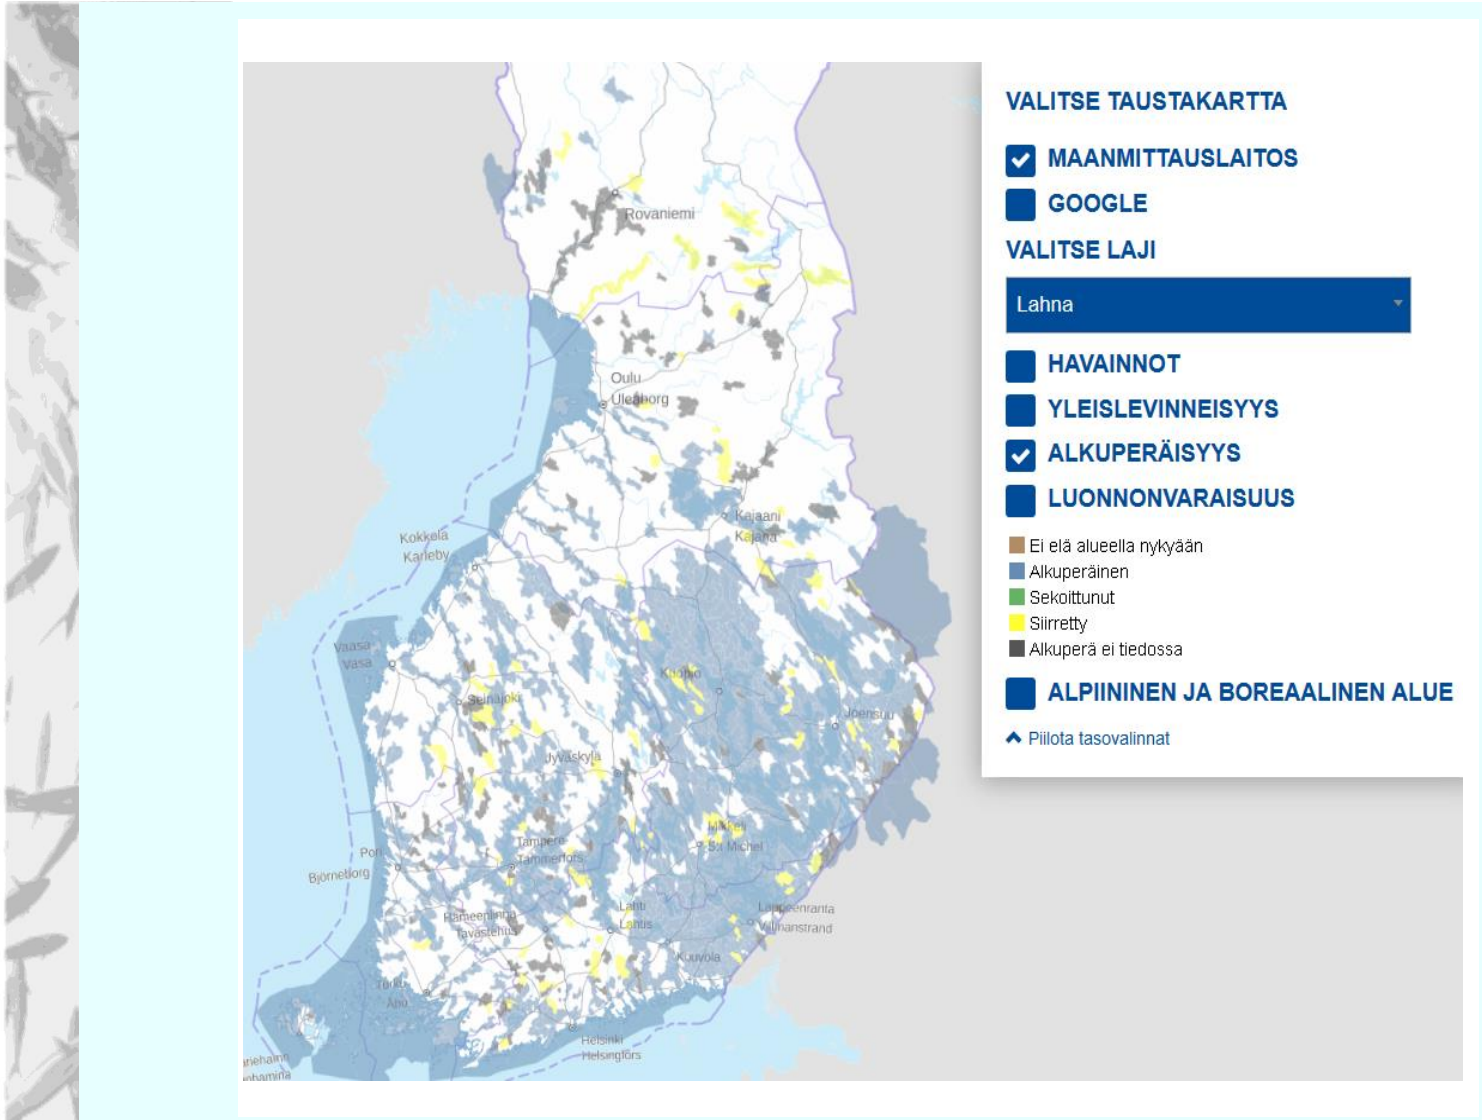 Rovaniemi
Oulu
Uleåborg
Kajaani
Kajana
Kokkola
Karleby
Vaasa
Vasa
Seinäjoki
Kuopio
Joensuu
Jyväskylä
Mikkeli
S:t Michel
Tampere
Tammerfors
Pori
Björneborg
Hämeenlinna
Tavastehus
Lahti
Lahtis
Lappeenranta
Villmanstrand
Kouvola
Turku
Åbo
Helsinki
Helsingfors
VALITSE TAUSTAKARTTA
MAANMITTAUSLAITOS
GOOGLE
VALITSE LAJI
Lahna
HAVAINNOT
YLEISLEVINNEISYYS
ALKUPERÄISYYS
LUONNONVARAISUUS
Ei elä alueella nykyään
Alkuperäinen
Sekoittunut
Siirretty
Alkuperä ei tiedossa
ALPIININEN JA BOREAALINEN ALUE
Piilota tasovalinnat